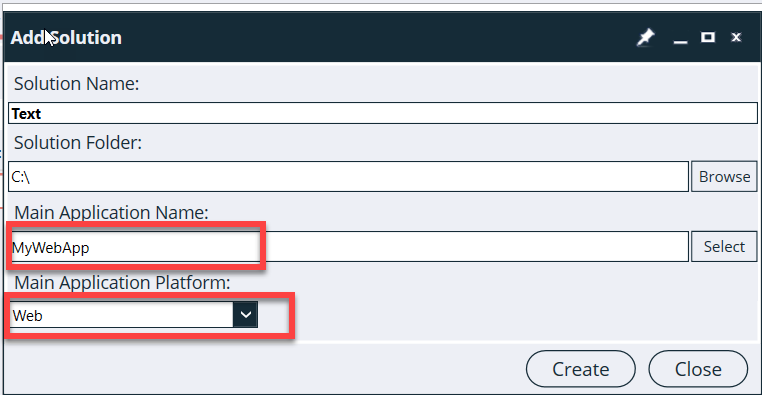 Add Solution
Solution Name:
Text
Solution Folder:
C:\
Browse
Main Application Name:
MyWebApp
Select
Main Application Platform:
Web
Create
Close